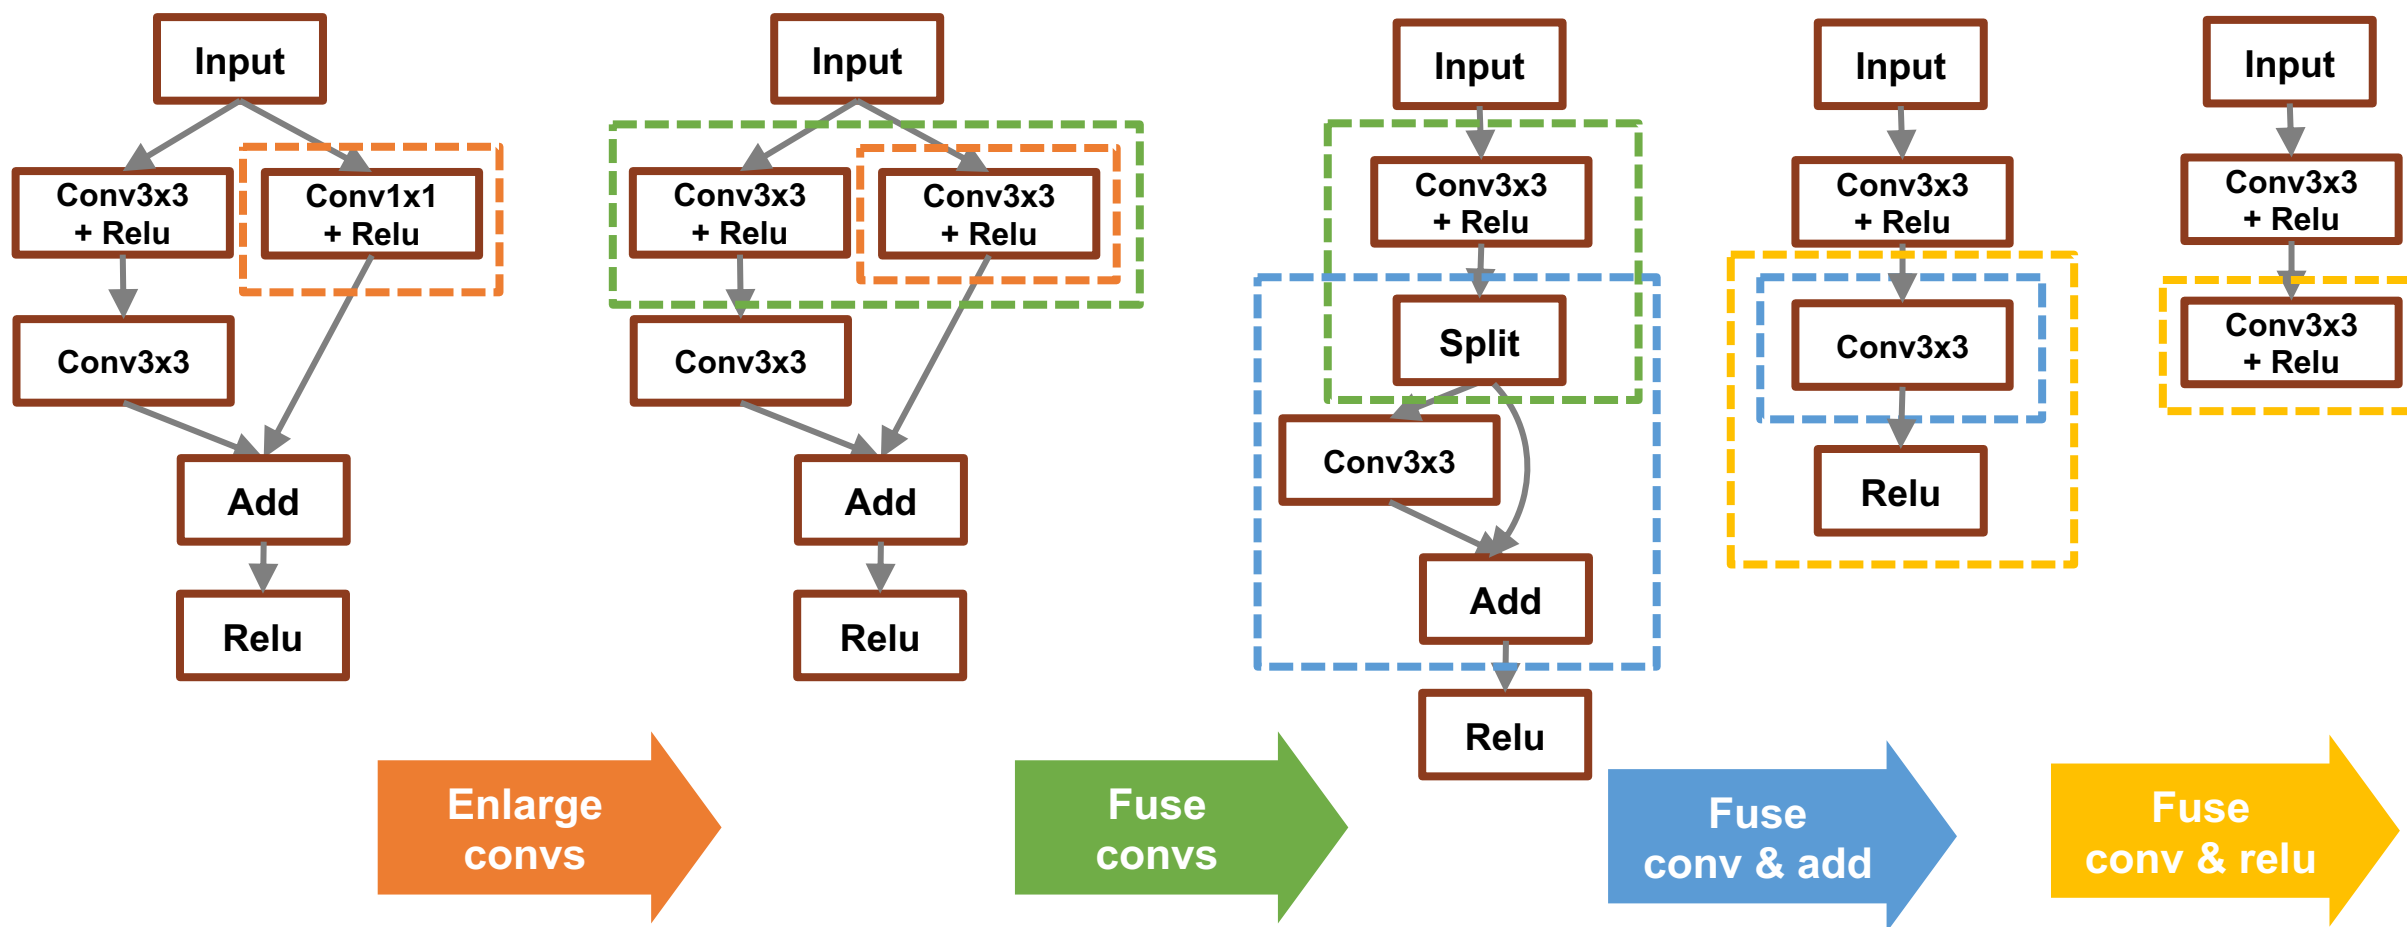 Input
Conv3x3
+ Relu
Conv1x1
+ Relu
Conv3x3
Add
Relu
Input
Conv3x3
+ Relu
Conv3x3
+ Relu
Conv3x3
Add
Relu
Input
Conv3x3
+ Relu
Split
Conv3x3
Add
Relu
Input
Conv3x3
+ Relu
Conv3x3
Relu
Input
Conv3x3
+ Relu
Conv3x3
+ Relu
Enlarge
convs
Fuse
convs
Fuse
conv & add
Fuse
conv & relu